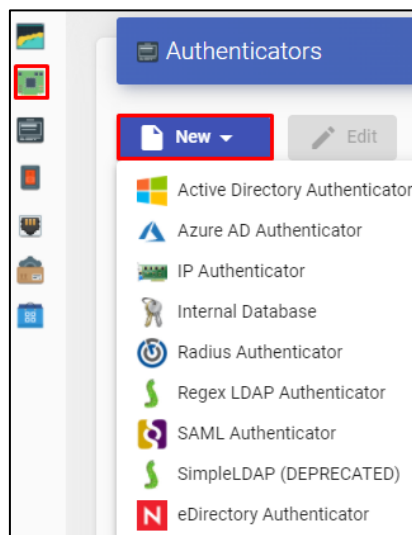 Authenticators
New
Edit
Active Directory Authenticator
Azure AD Authenticator
IP Authenticator
Internal Database
Radius Authenticator
Regex LDAP Authenticator
SAML Authenticator
SimpleLDAP (DEPRECATED)
eDirectory Authenticator